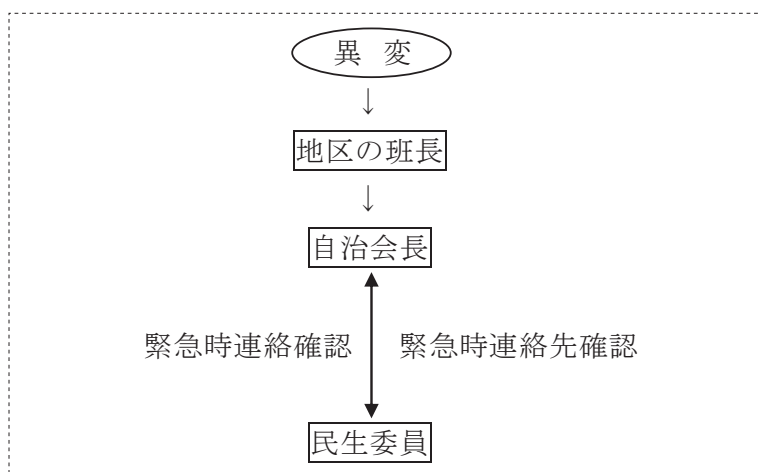 異 変
↓
地区の班長
↓
自治会長
緊急時連絡確認 緊急時連絡先確認
民生委員